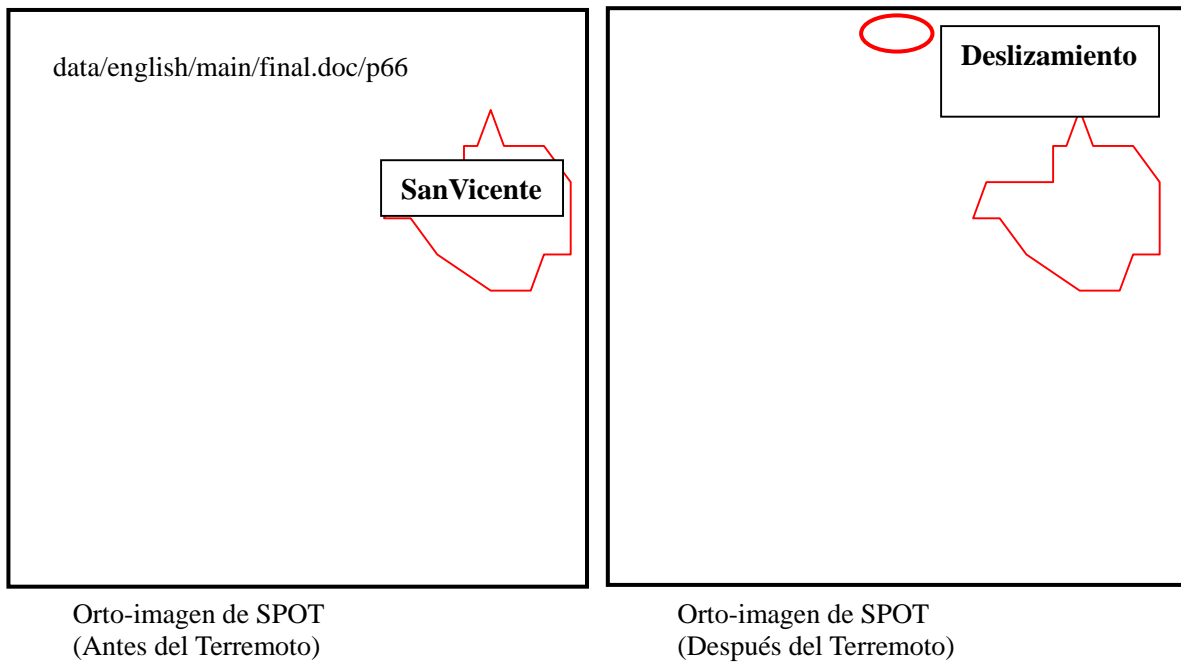 data/english/main/final.doc/p66
SanVicente
Deslizamiento
Orto-imagen de SPOT
(Antes del Terremoto)
Orto-imagen de SPOT
(Después del Terremoto)